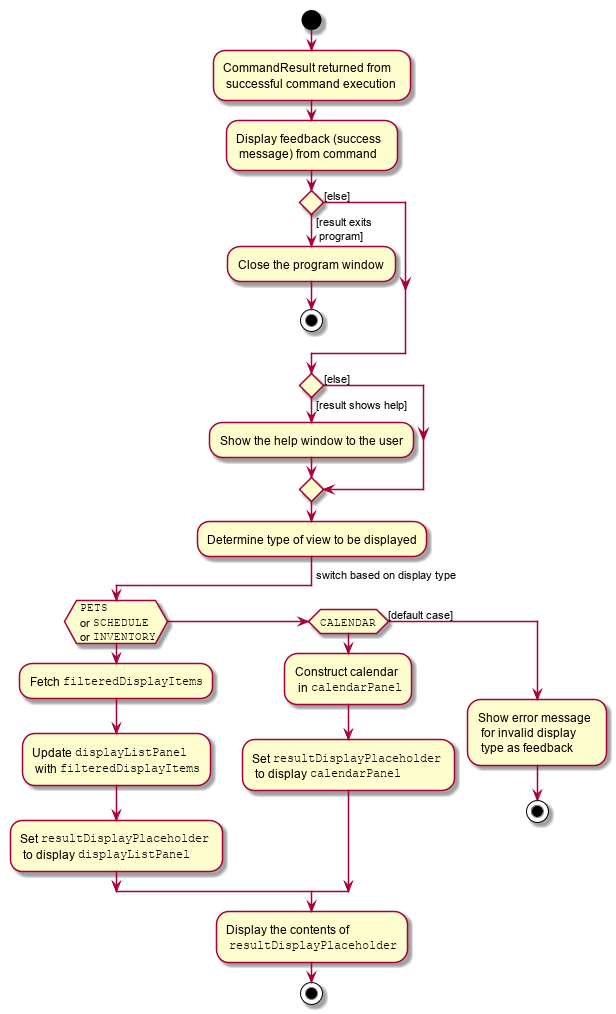 CommandResult returned from
successful command execution
Display feedback (success
message) from command
[else]
[result exits
program]
Close the program window
[else]
[result shows help]
Show the help window to the user
Determine type of view to be displayed
switch based on display type
PETS
or SCHEDULE
or INVENTORY
CALENDAR
[default case]
Fetch filteredDisplayItems
Construct calendar
in calendarPanel
Show error message
for invalid display
type as feedback
Update displayListPanel
with filteredDisplayItems
Set resultDisplayPlaceholder
to display calendarPanel
Set resultDisplayPlaceholder
to display displayListPanel
Display the contents of
resultDisplayPlaceholder